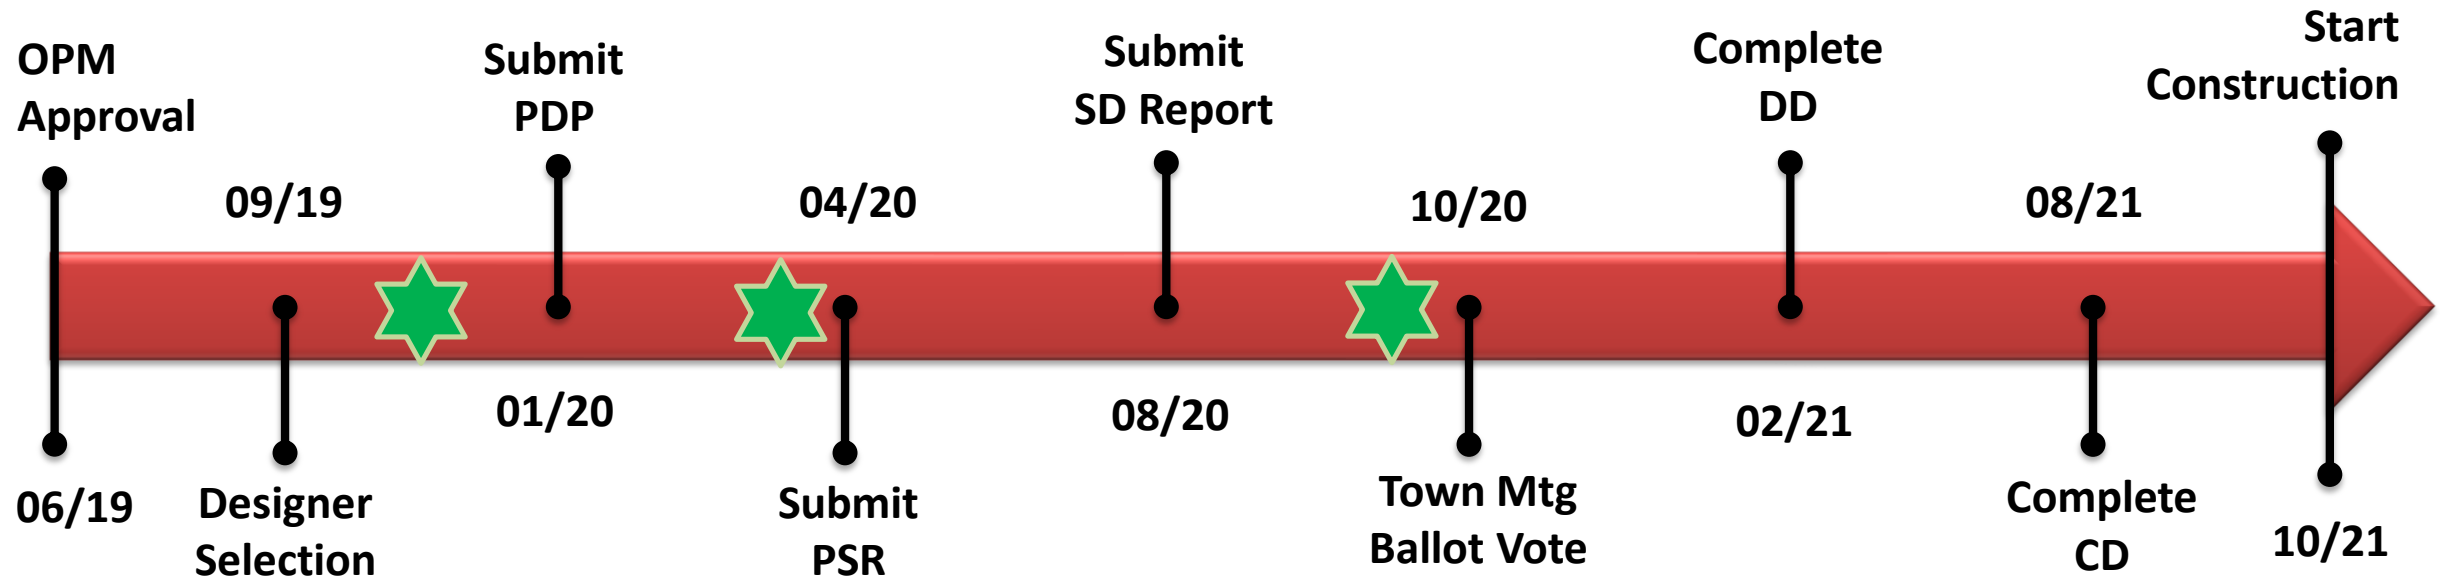 OPM
Approval
06/19
09/19
Designer
Selection
Submit
PDP
01/20
04/20
Submit
PSR
Submit
SD Report
08/20
10/20
Town Mtg
Ballot Vote
Complete
DD
02/21
08/21
Complete
CD
Start
Construction
10/21